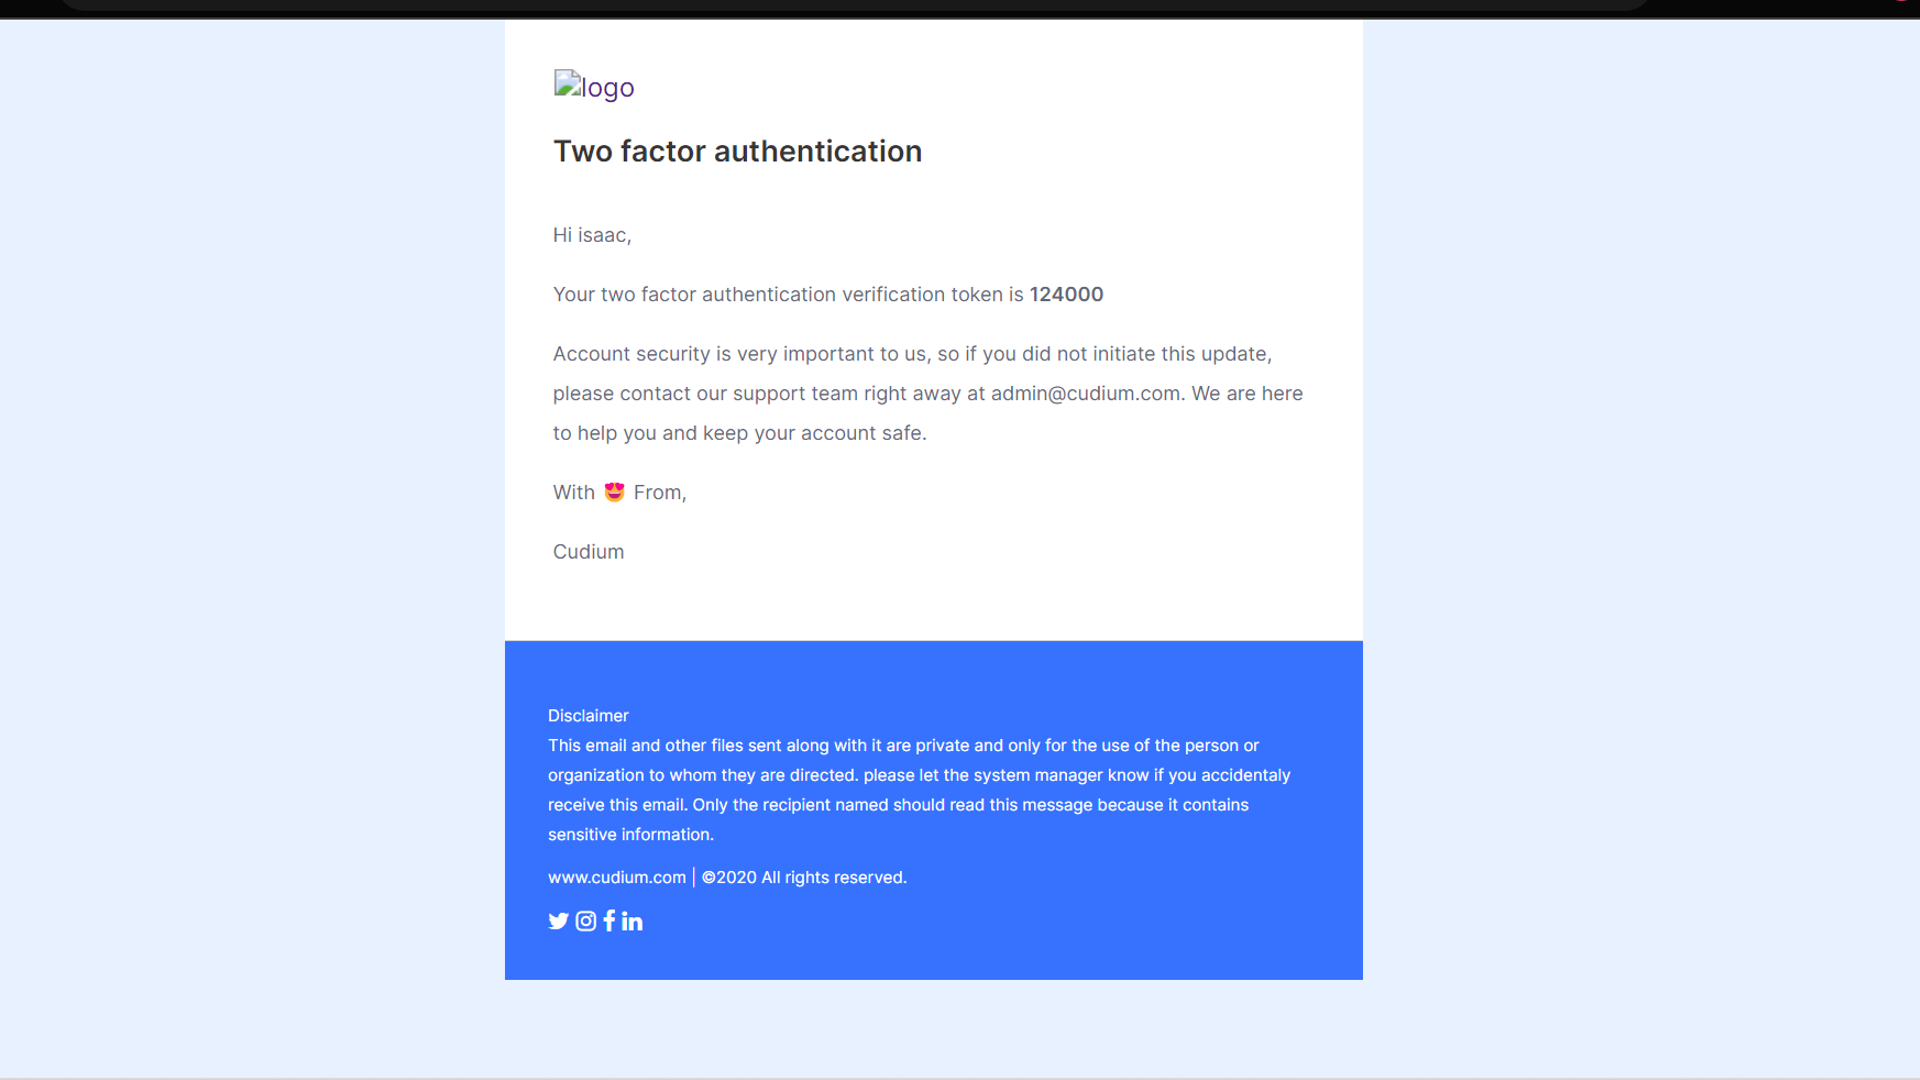 logo
Two factor authentication
Hi isaac,
Your two factor authentication verification token is 124000
Account security is very important to us, so if you did not initiate this update,
please contact our support team right away at admin@cudium.com. We are here
to help you and keep your account safe.
With 😍 From,
Cudium
Disclaimer
This email and other files sent along with it are private and only for the use of the person or
organization to whom they are directed. please let the system manager know if you accidentaly
receive this email. Only the recipient named should read this message because it contains
sensitive information.
www.cudium.com | ©2020 All rights reserved.